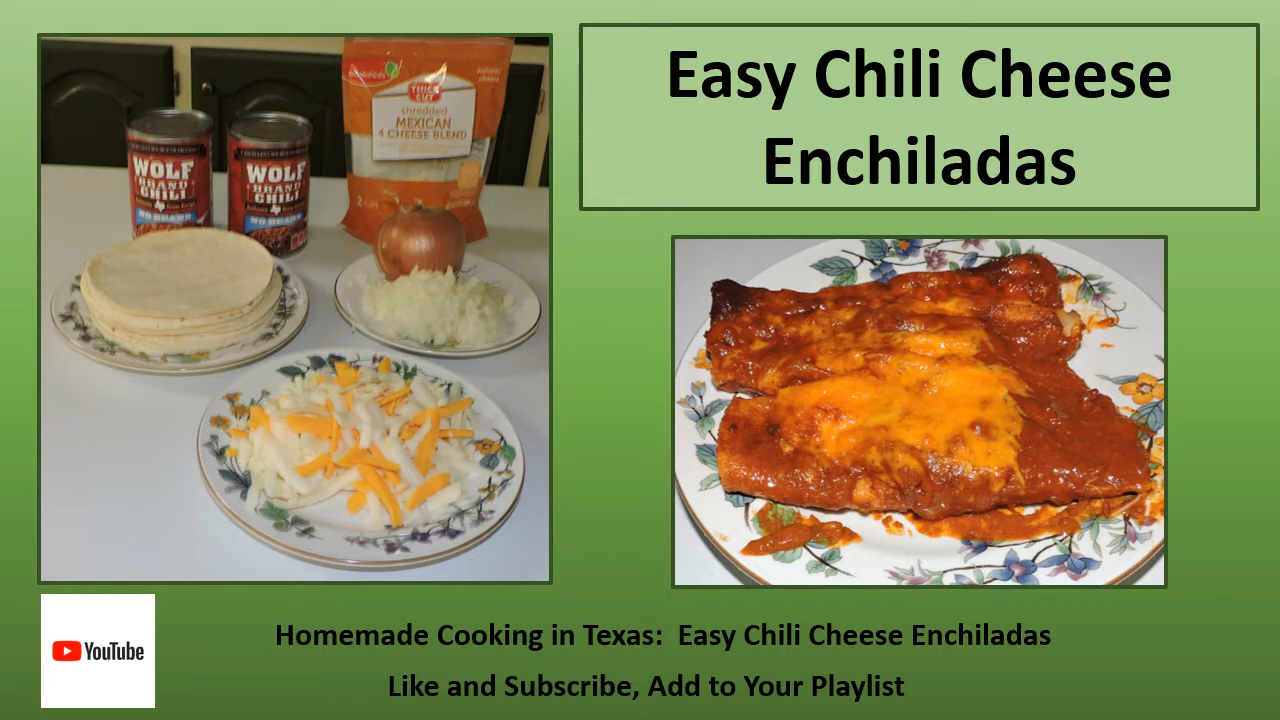 Easy Chili Cheese
Enchiladas
THICK
CUT
shredded
MEXICAN
4 CHEESE BLEND
WOLF
BRAND
CHILI
NO BEANS
WOLF
BRAND
CHILI
NO BEANS
YouTube
Homemade Cooking in Texas:  Easy Chili Cheese Enchiladas
Like and Subscribe, Add to Your Playlist